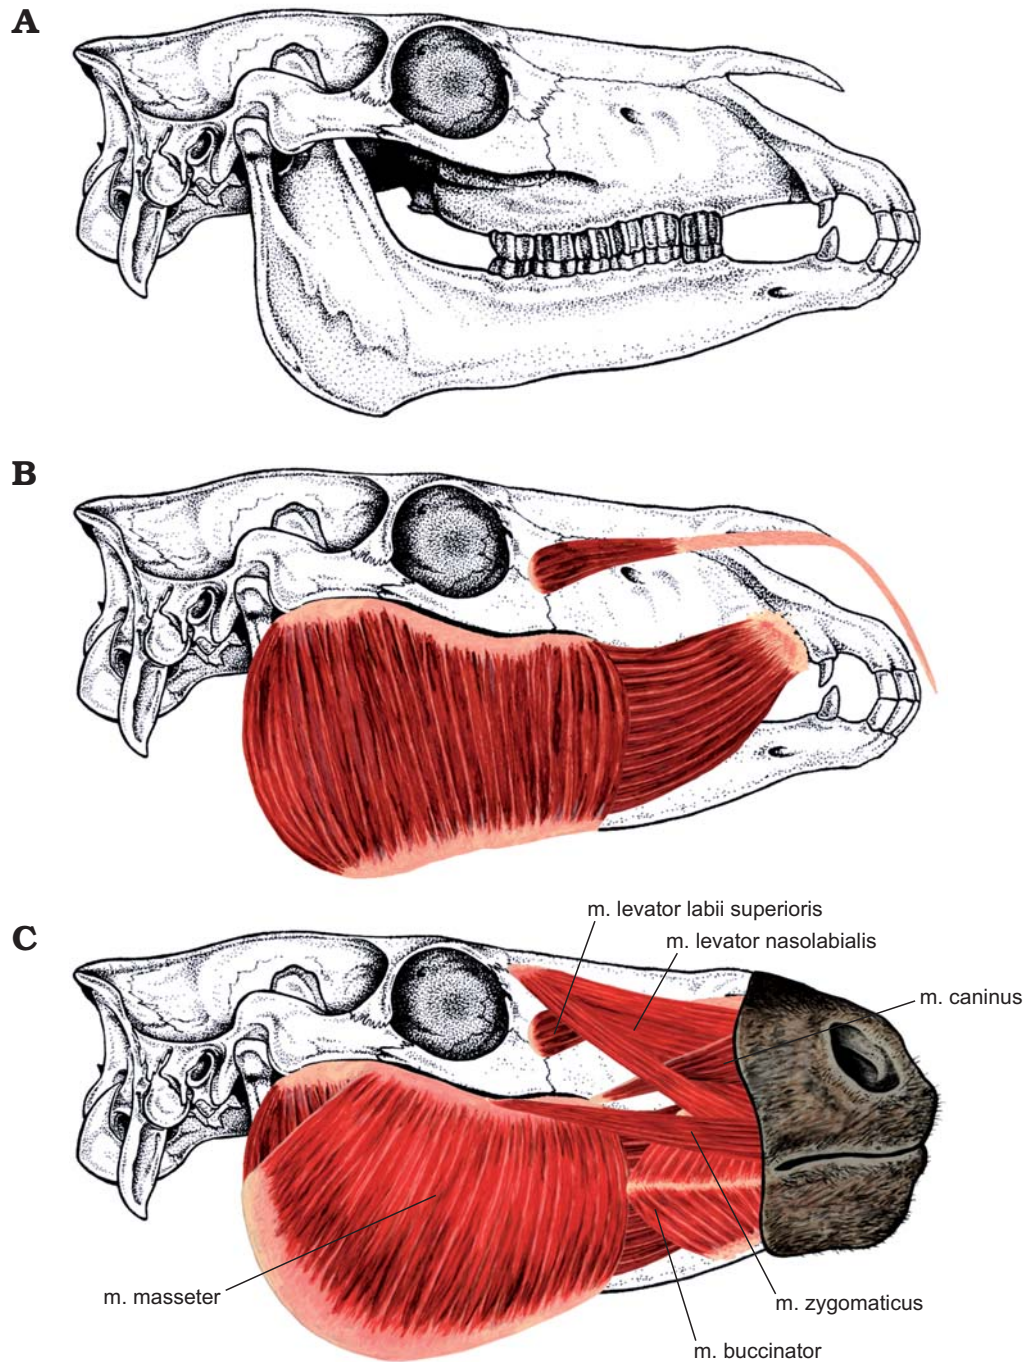 A
B
C
m. levator labii superioris
m. levator nasolabialis
m. caninus
m. masseter
m. zygomaticus
m. buccinator